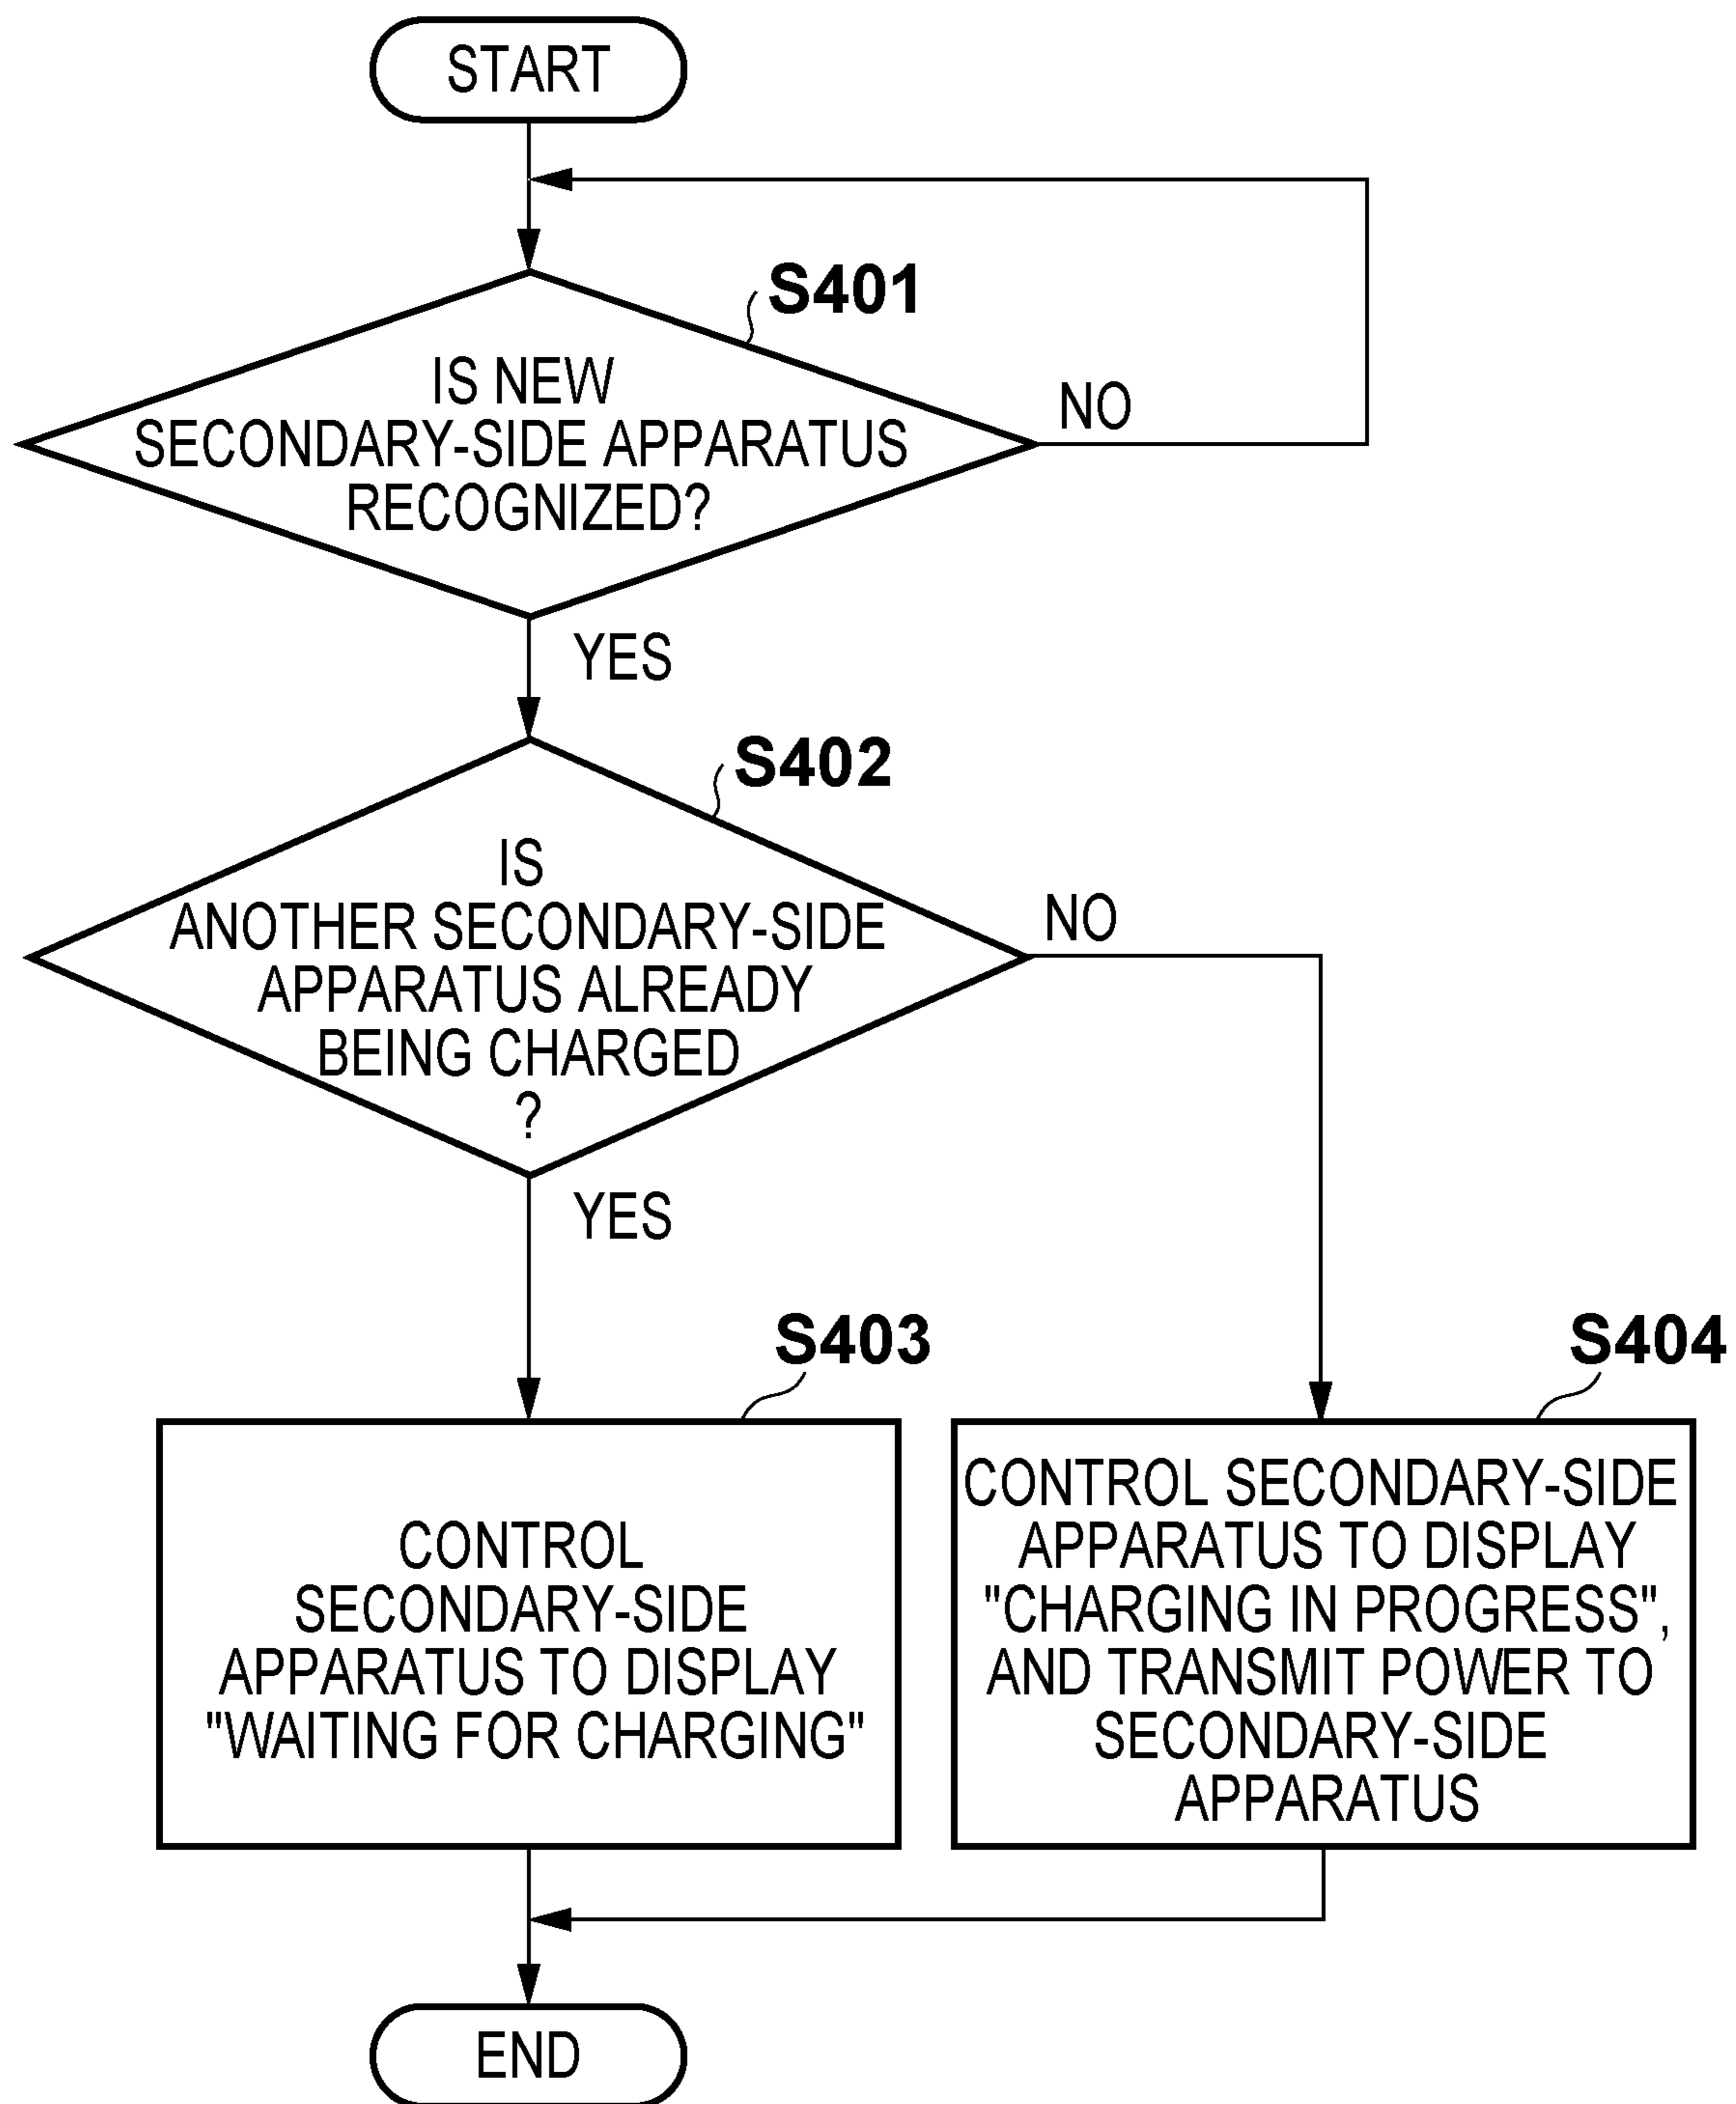 START
S401
IS NEW
SECONDARY-SIDE APPARATUS
RECOGNIZED?
NO
YES
S402
IS
ANOTHER SECONDARY-SIDE
APPARATUS ALREADY
BEING CHARGED
?
NO
YES
S403
CONTROL
SECONDARY-SIDE
APPARATUS TO DISPLAY
"WAITING FOR CHARGING"
S404
CONTROL SECONDARY-SIDE
APPARATUS TO DISPLAY
"CHARGING IN PROGRESS",
AND TRANSMIT POWER TO
SECONDARY-SIDE
APPARATUS
END